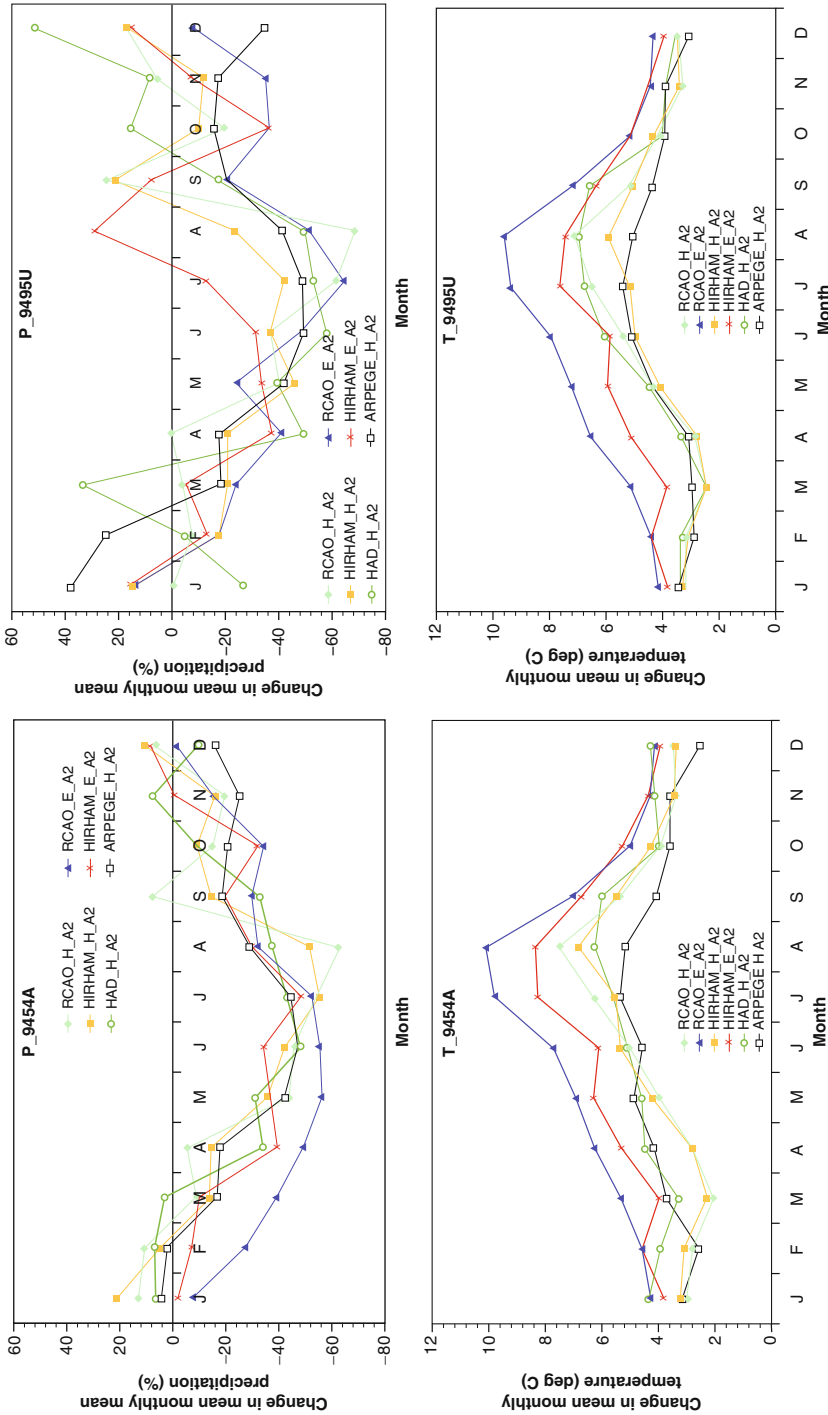 P_9454A
60
40
20
0
−20
−40
−60
−80
Change in mean monthly mean
precipitation (%)
J F M A M J J A S O N D
Month
RCAO_H_A2
HIRHAM_H_A2
HAD_H_A2
RCAO_E_A2
HIRHAM_E_A2
ARPEGE_H_A2
P_9495U
60
40
20
0
−20
−40
−60
−80
Change in mean monthly mean
precipitation (%)
J F M A M J J A S O N D
Month
RCAO_H_A2
HIRHAM_H_A2
HAD_H_A2
RCAO_E_A2
HIRHAM_E_A2
ARPEGE_H_A2
T_9454A
12
10
8
6
4
2
0
Change in mean monthly
temperature (deg C)
J F M A M J J A S O N D
RCAO_H_A2
RCAO_E_A2
HIRHAM_H_A2
HIRHAM_E_A2
HAD_H_A2
ARPEGE H A2
T_9495U
12
10
8
6
4
2
0
Change in mean monthly
temperature (deg C)
J F M A M J J A S O N D
RCAO_H_A2
RCAO_E_A2
HIRHAM_H_A2
HIRHAM_E_A2
HAD_H_A2
ARPEGE_H_A2